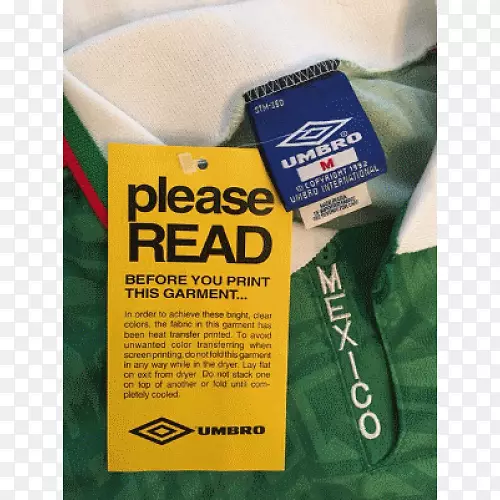 STM-160
UMBRO
M
© COPYRIGHT 1992
UMBRO INTERNATIONAL
please
READ
BEFORE YOU PRINT
THIS GARMENT...
In order to achieve these bright, clear
colors, the fabric in this garment has
been heat transfer printed. To avoid
unwanted color transferring when
screen printing, do not fold this garment
in any way while in the dryer. Lay flat
on exit from dryer. Do not stack one
on top of another or fold until com-
pletely cooled.
UMBRO
MEXICO